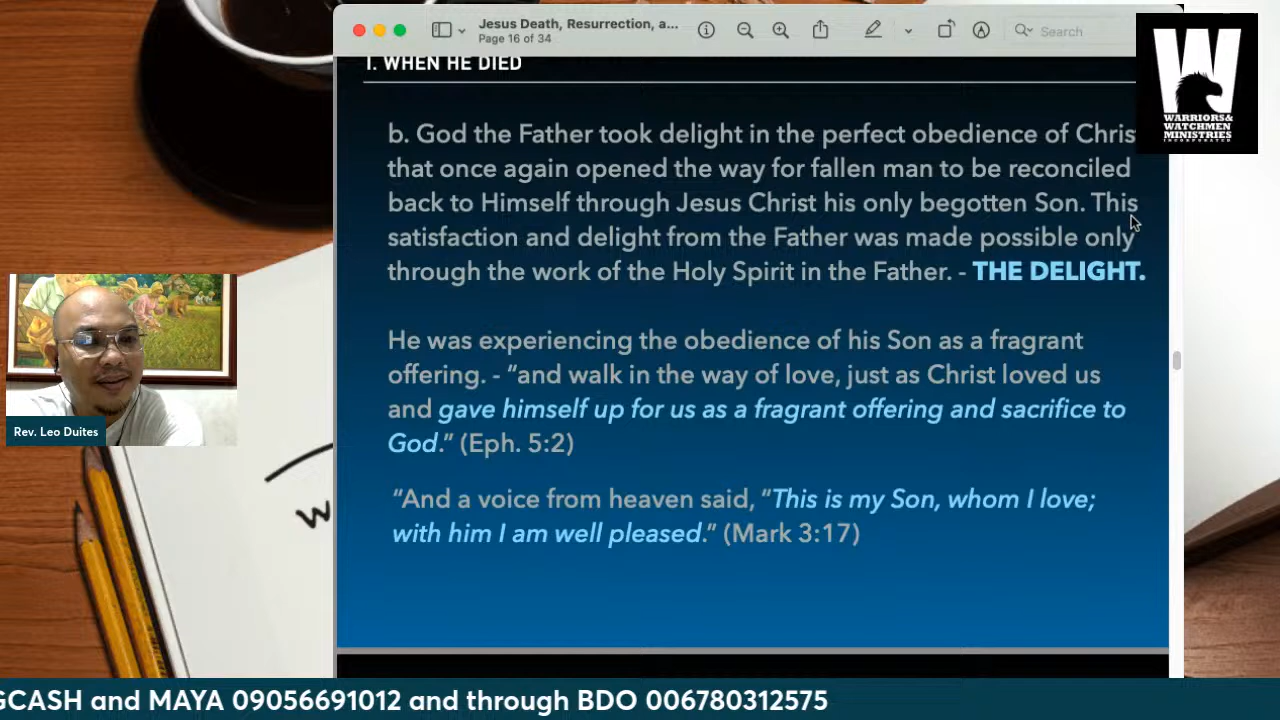 Jesus Death, Resurrection, a...
Page 16 of 34
Search
I. WHEN HE DIED
W
WARRIORS&
WATCHMEN
MINISTRIES
INCORPORATED
b. God the Father took delight in the perfect obedience of Chris
that once again opened the way for fallen man to be reconciled
back to Himself through Jesus Christ his only begotten Son. This
satisfaction and delight from the Father was made possible only
through the work of the Holy Spirit in the Father. - THE DELIGHT.
He was experiencing the obedience of his Son as a fragrant
offering. - “and walk in the way of love, just as Christ loved us
and gave himself up for us as a fragrant offering and sacrifice to
God.” (Eph. 5:2)
“And a voice from heaven said, “This is my Son, whom I love;
with him I am well pleased.” (Mark 3:17)
Rev. Leo Duites
W
GCASH and MAYA 09056691012 and through BDO 006780312575